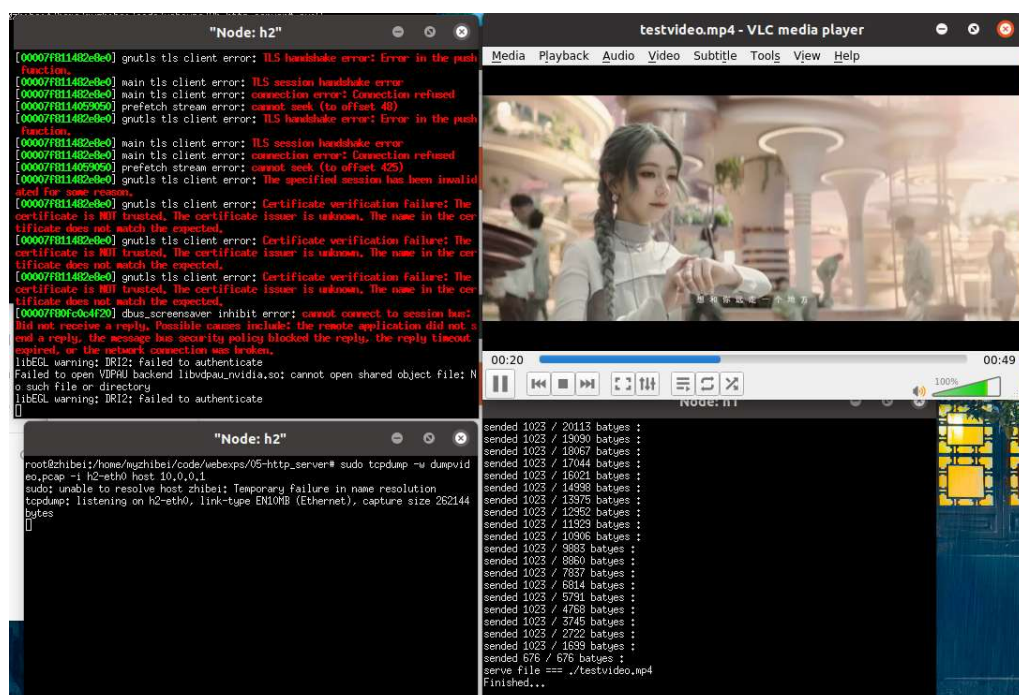 "Node: h2"
[00007f811482e8e0] gnutls tls client error: TLS handshake error: Error in the push
function.
[00007f811482e8e0] main tls client error: TLS session handshake error
[00007f811482e8e0] main tls client error: connection error: Connection refused
[00007f8114059050] prefetch stream error: cannot seek (to offset 48)
[00007f811482e8e0] gnutls tls client error: TLS handshake error: Error in the push
function.
[00007f811482e8e0] main tls client error: TLS session handshake error
[00007f811482e8e0] main tls client error: connection error: Connection refused
[00007f8114059050] prefetch stream error: cannot seek (to offset 425)
[00007f811482e8e0] gnutls tls client error: The specified session has been invalid
ated for some reason.
[00007f811482e8e0] gnutls tls client error: Certificate verification failure: The
certificate is NOT trusted. The certificate issuer is unknown. The name in the cer
tificate does not match the expected.
[00007f811482e8e0] gnutls tls client error: Certificate verification failure: The
certificate is NOT trusted. The certificate issuer is unknown. The name in the cer
tificate does not match the expected.
[00007f811482e8e0] gnutls tls client error: Certificate verification failure: The
certificate is NOT trusted. The certificate issuer is unknown. The name in the cer
tificate does not match the expected.
[00007f80fc0c4f20] dbus_screensaver inhibit error: cannot connect to session bus:
Did not receive a reply. Possible causes include: the remote application did not s
end a reply, the message bus security policy blocked the reply, the reply timeout
expired, or the network connection was broken.
libEGL warning: DRI2: failed to authenticate
Failed to open VDPAU backend libvdpau_nvidia.so: cannot open shared object file: N
o such file or directory
libEGL warning: DRI2: failed to authenticate
testvideo.mp4 - VLC media player
Media Playback Audio Video Subtitle Tools View Help
想和你远走一个地方
00:20 00:49
100%
"Node: h2"
root@zhibei:/home/myzhibei/code/webexps/05-http_server# sudo tcpdump -w dumpvid
eo.pcap -i h2-eth0 host 10.0.0.1
sudo: unable to resolve host zhibei: Temporary failure in name resolution
tcpdump: listening on h2-eth0, link-type EN10MB (Ethernet), capture size 262144
bytes
"Node: h1"
sended 1023 / 20113 batyes :
sended 1023 / 19090 batyes :
sended 1023 / 18067 batyes :
sended 1023 / 17044 batyes :
sended 1023 / 16021 batyes :
sended 1023 / 14998 batyes :
sended 1023 / 13975 batyes :
sended 1023 / 12952 batyes :
sended 1023 / 11929 batyes :
sended 1023 / 10906 batyes :
sended 1023 / 9883 batyes :
sended 1023 / 8860 batyes :
sended 1023 / 7837 batyes :
sended 1023 / 6814 batyes :
sended 1023 / 5791 batyes :
sended 1023 / 4768 batyes :
sended 1023 / 3745 batyes :
sended 1023 / 2722 batyes :
sended 1023 / 1699 batyes :
sended 676 / 676 batyes :
serve file === ./testvideo.mp4
Finished...